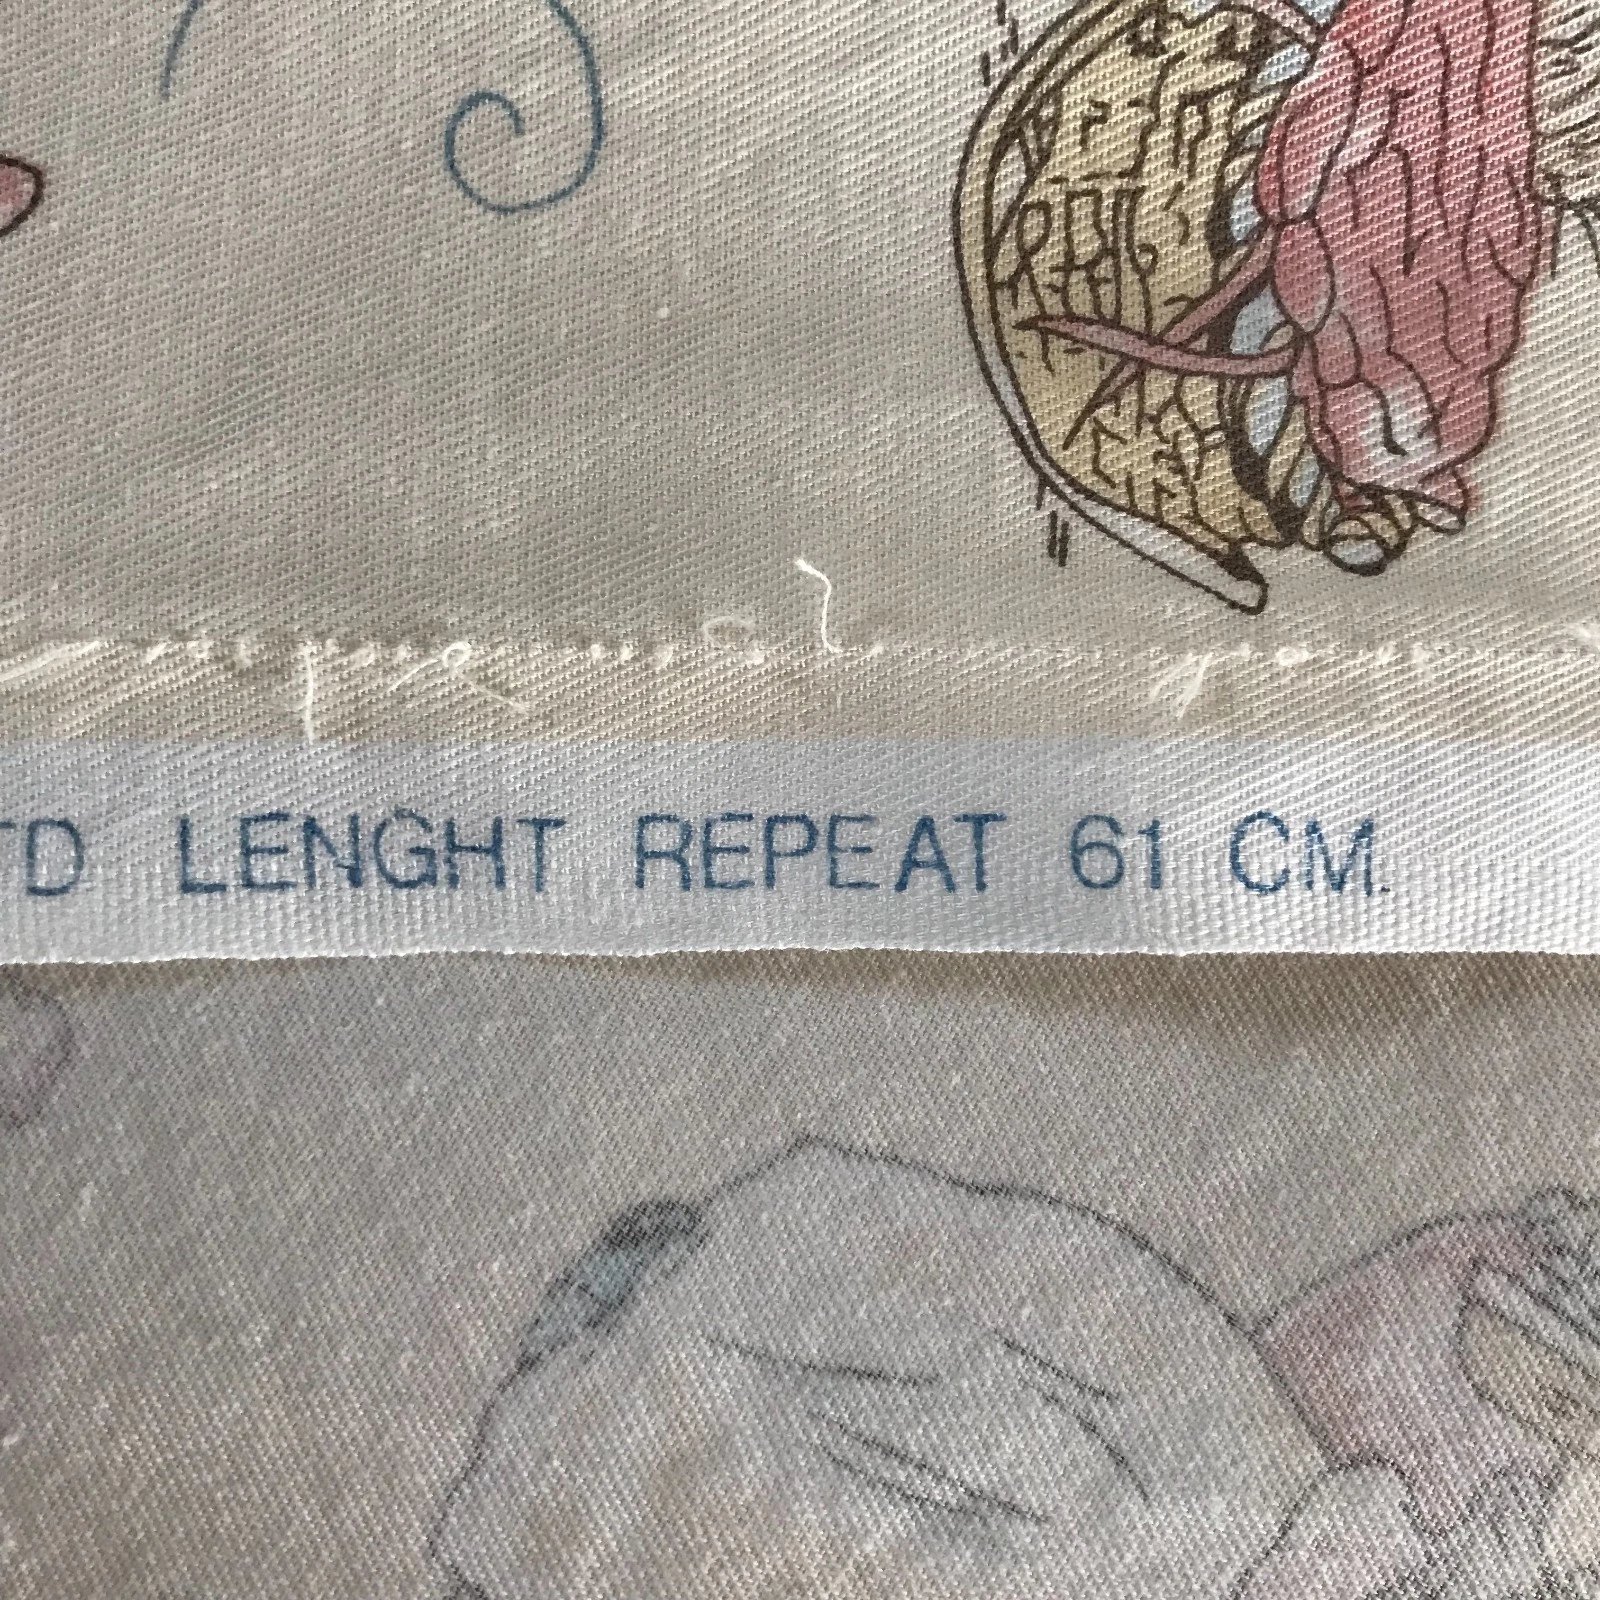 TD LENGHT REPEAT 61 CM.